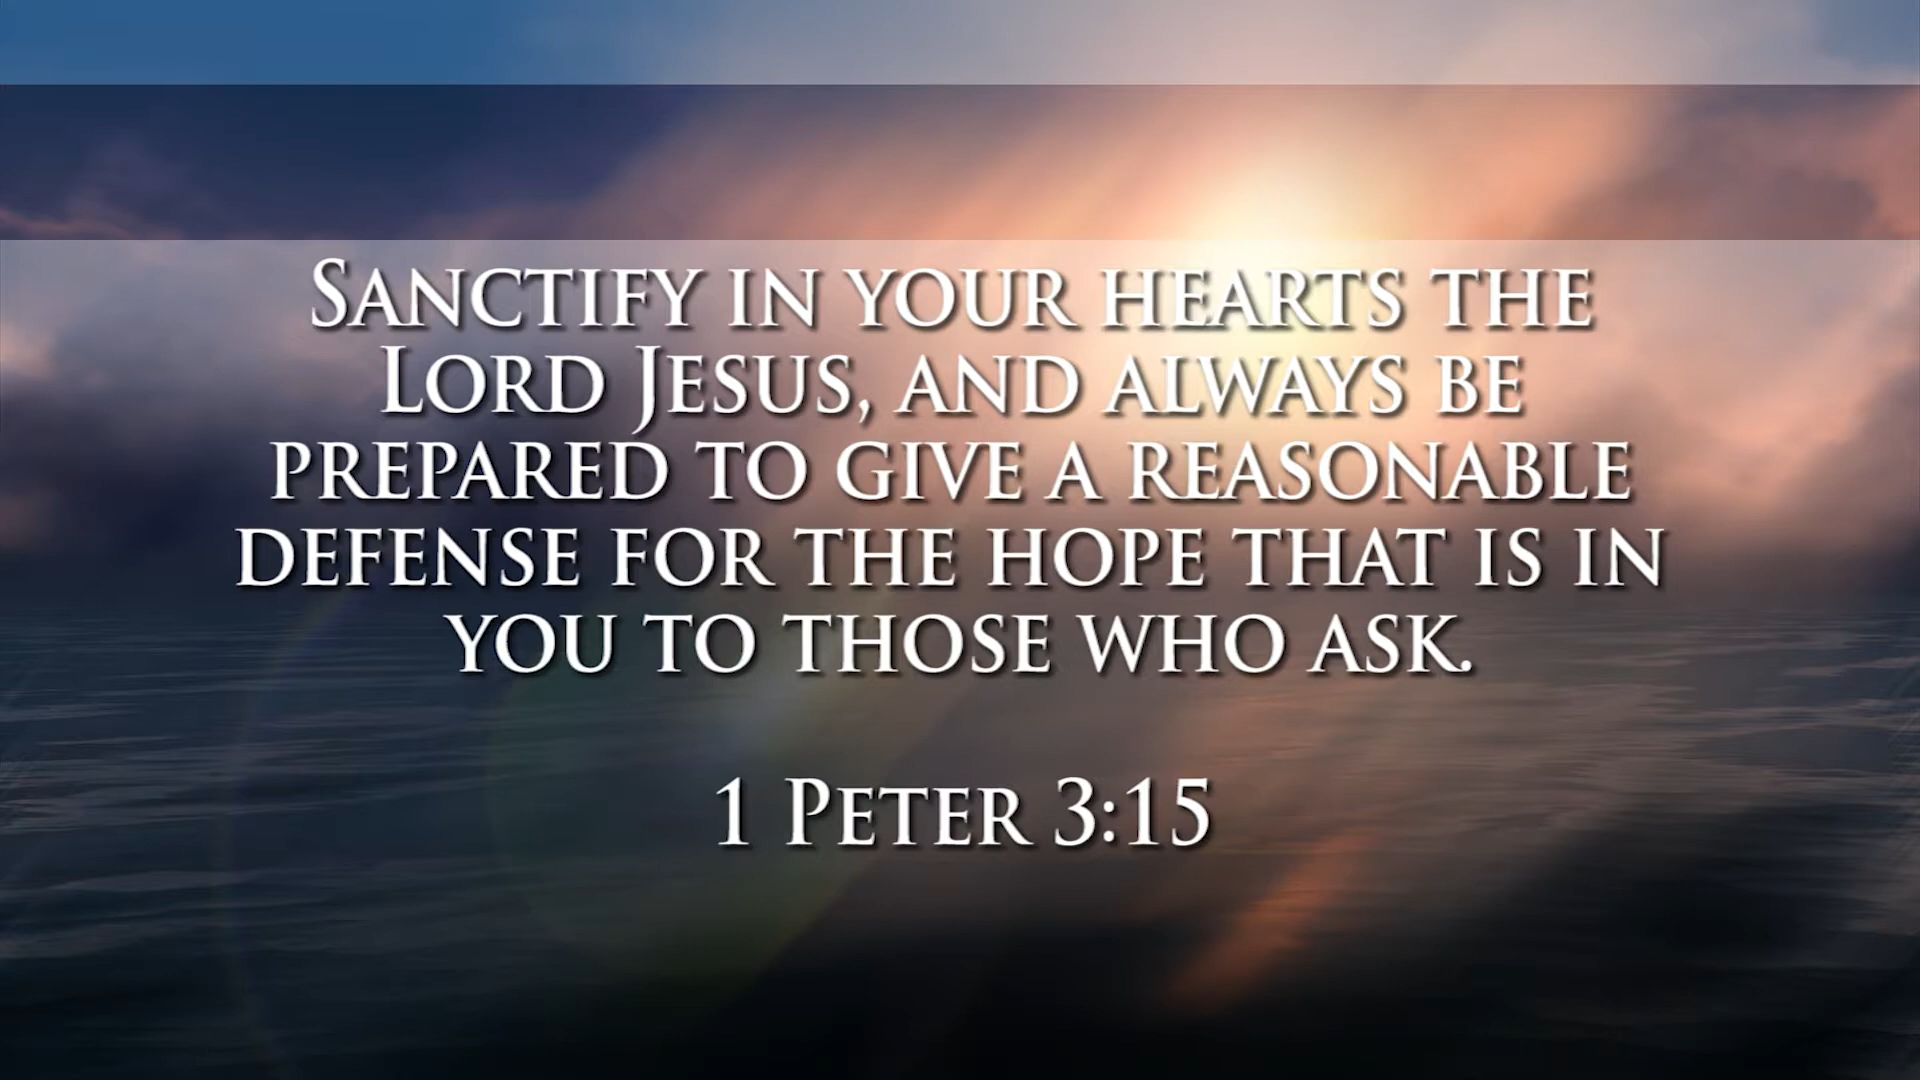 Sanctify in your hearts the
Lord Jesus, and always be
prepared to give a reasonable
defense for the hope that is in
you to those who ask.
1 Peter 3:15